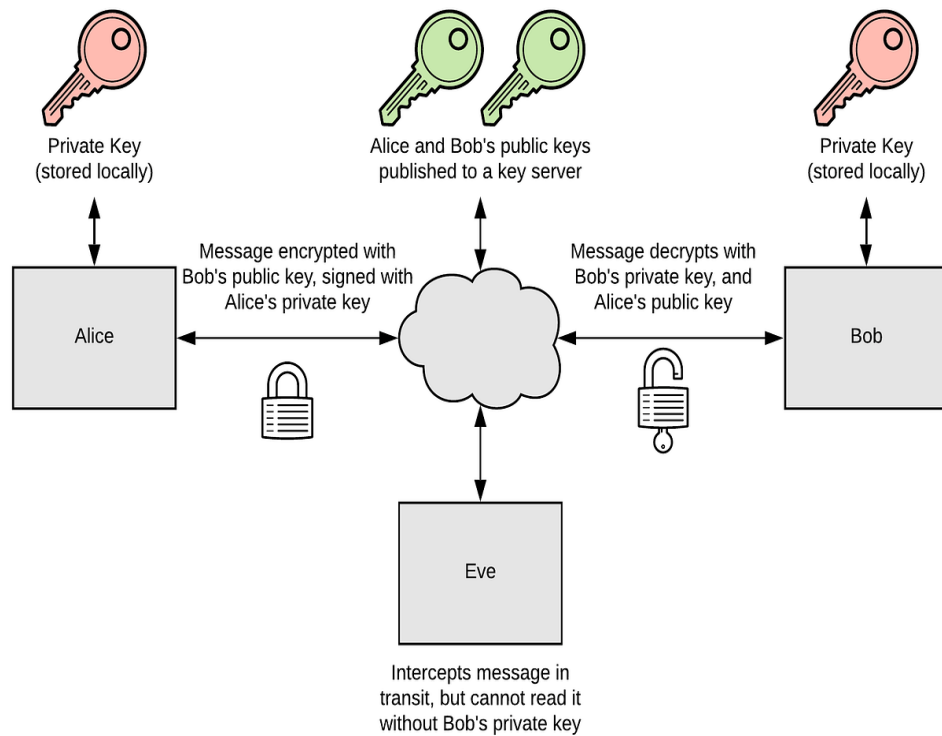 Private Key
(stored locally)
Alice and Bob's public keys
published to a key server
Private Key
(stored locally)
Message encrypted with
Bob's public key, signed with
Alice's private key
Message decrypts with
Bob's private key, and
Alice's public key
Alice
Bob
Eve
Intercepts message in
transit, but cannot read it
without Bob's private key